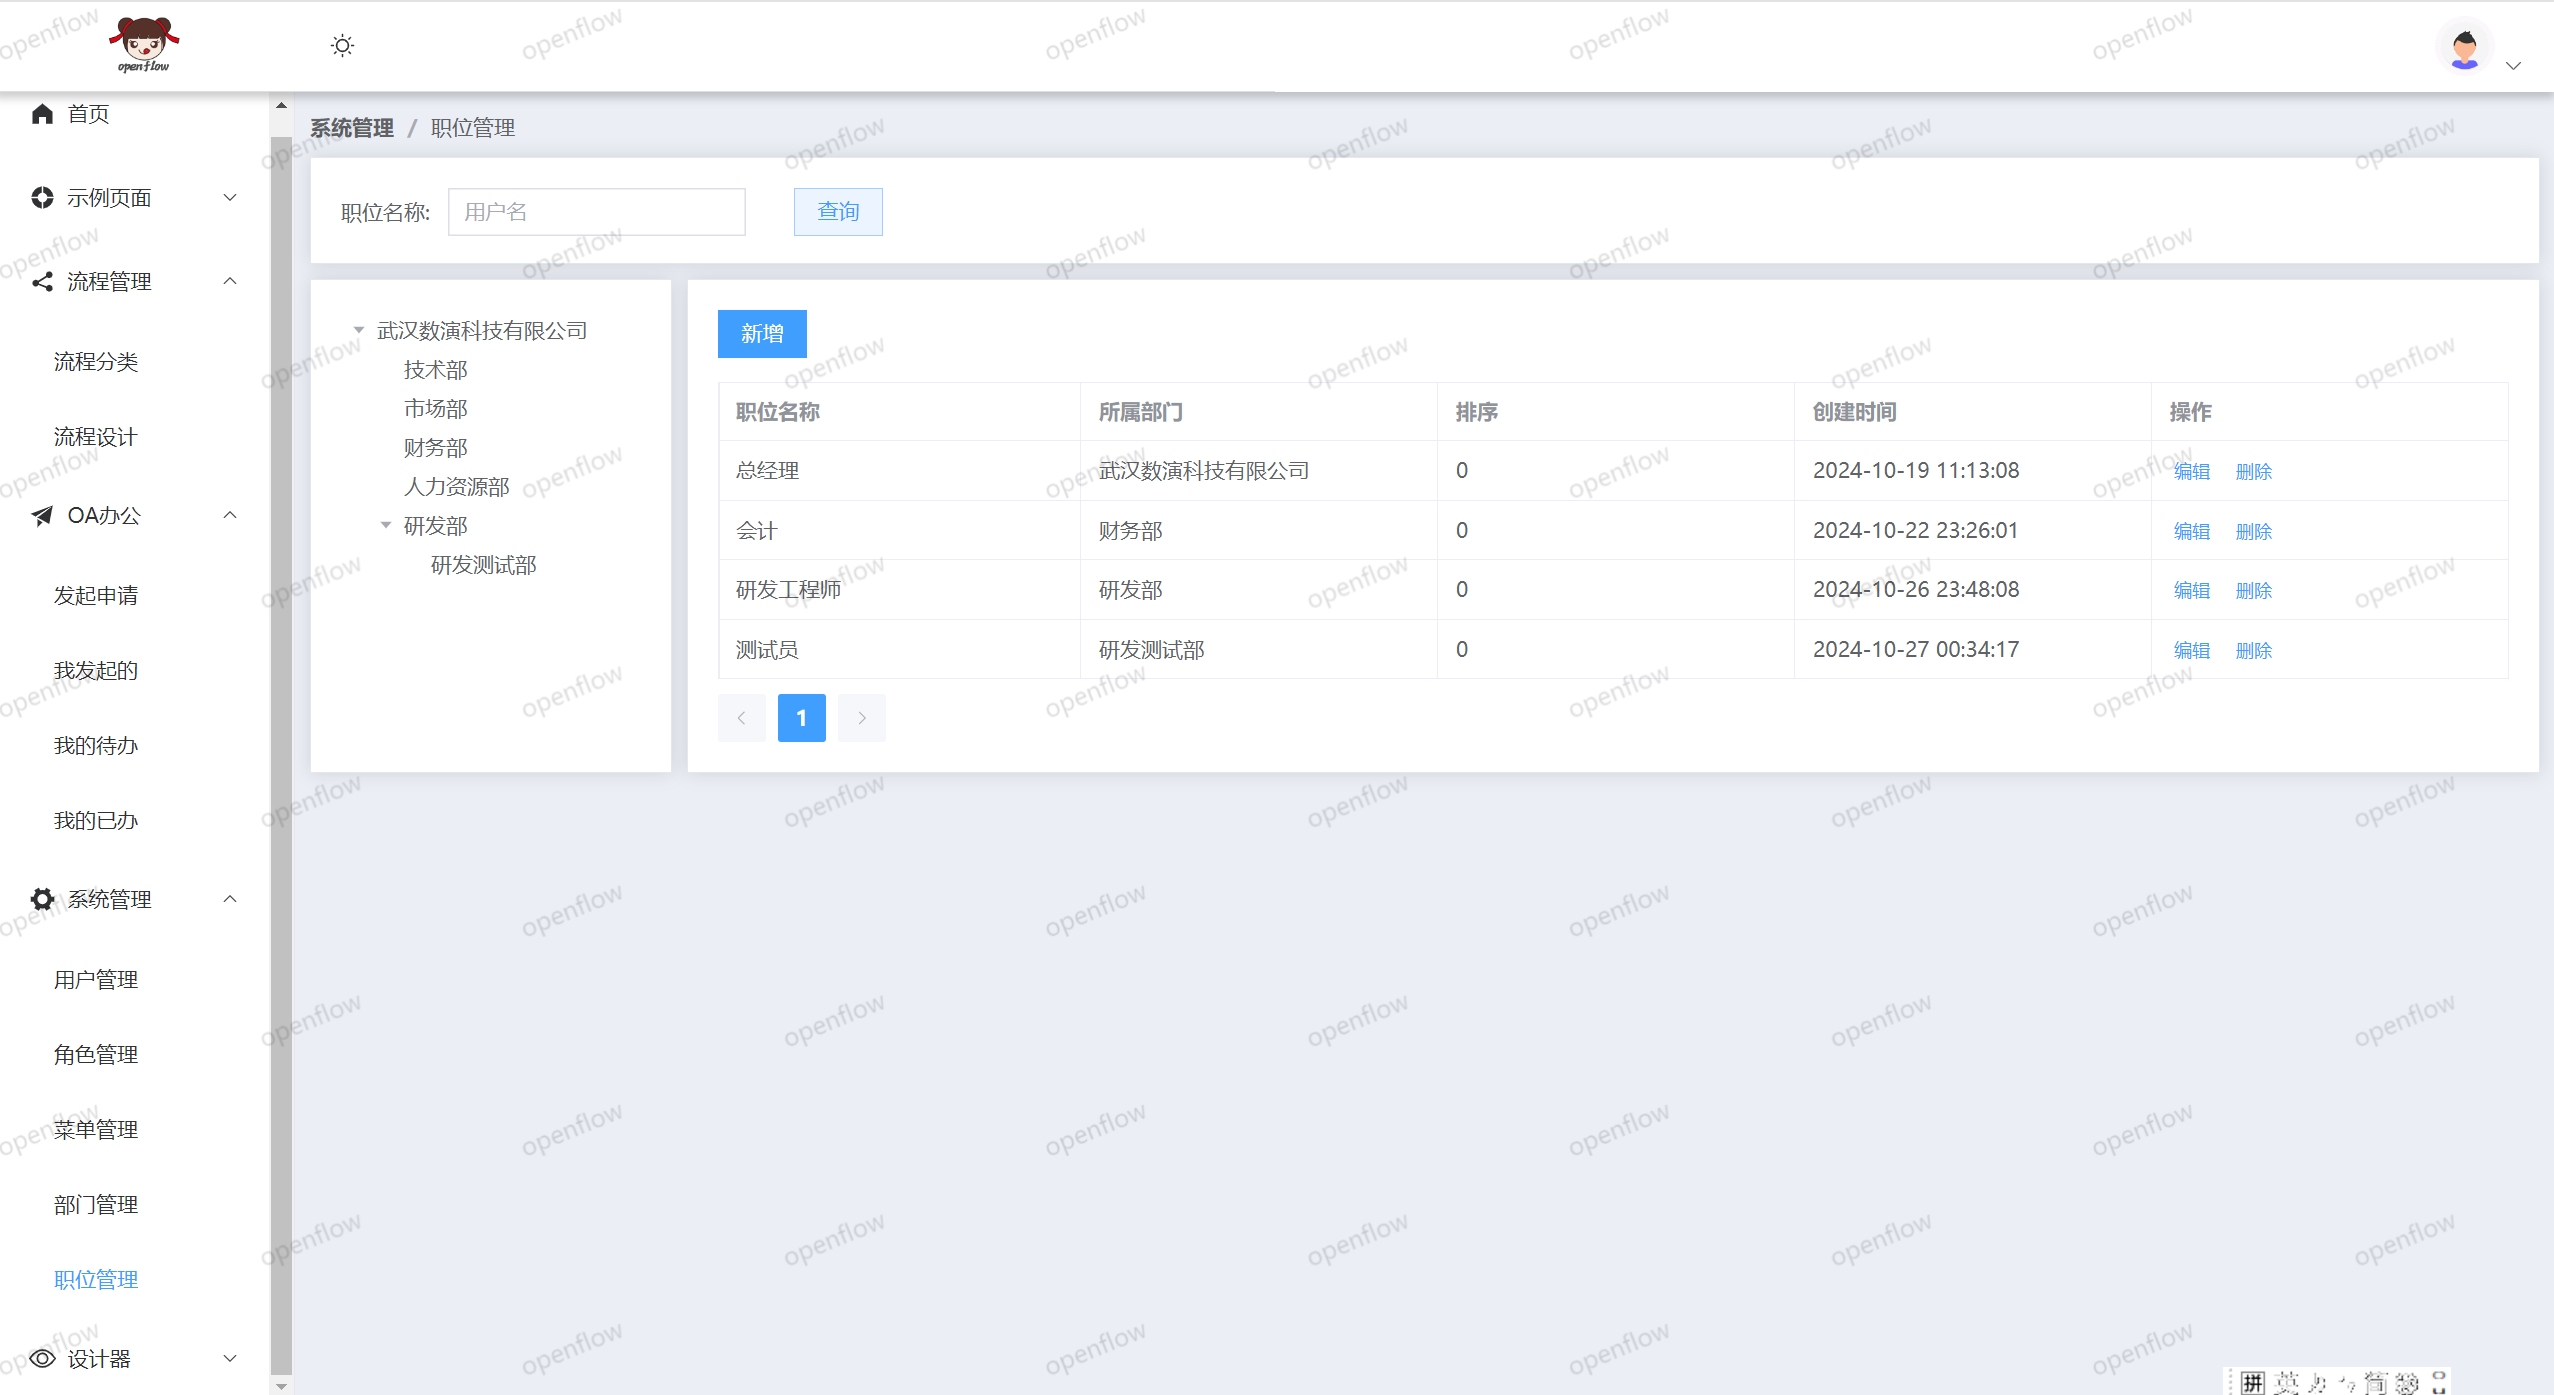 openflow
首页
示例页面
流程管理
流程分类
流程设计
OA办公
发起申请
我发起的
我的待办
我的已办
系统管理
用户管理
角色管理
菜单管理
部门管理
职位管理
设计器
系统管理 / 职位管理
职位名称: 用户名 查询
武汉数演科技有限公司
技术部
市场部
财务部
人力资源部
研发部
研发测试部
新增
职位名称 所属部门 排序 创建时间 操作
总经理 武汉数演科技有限公司 0 2024-10-19 11:13:08 编辑 删除
会计 财务部 0 2024-10-22 23:26:01 编辑 删除
研发工程师 研发部 0 2024-10-26 23:48:08 编辑 删除
测试员 研发测试部 0 2024-10-27 00:34:17 编辑 删除
1
拼 英 简